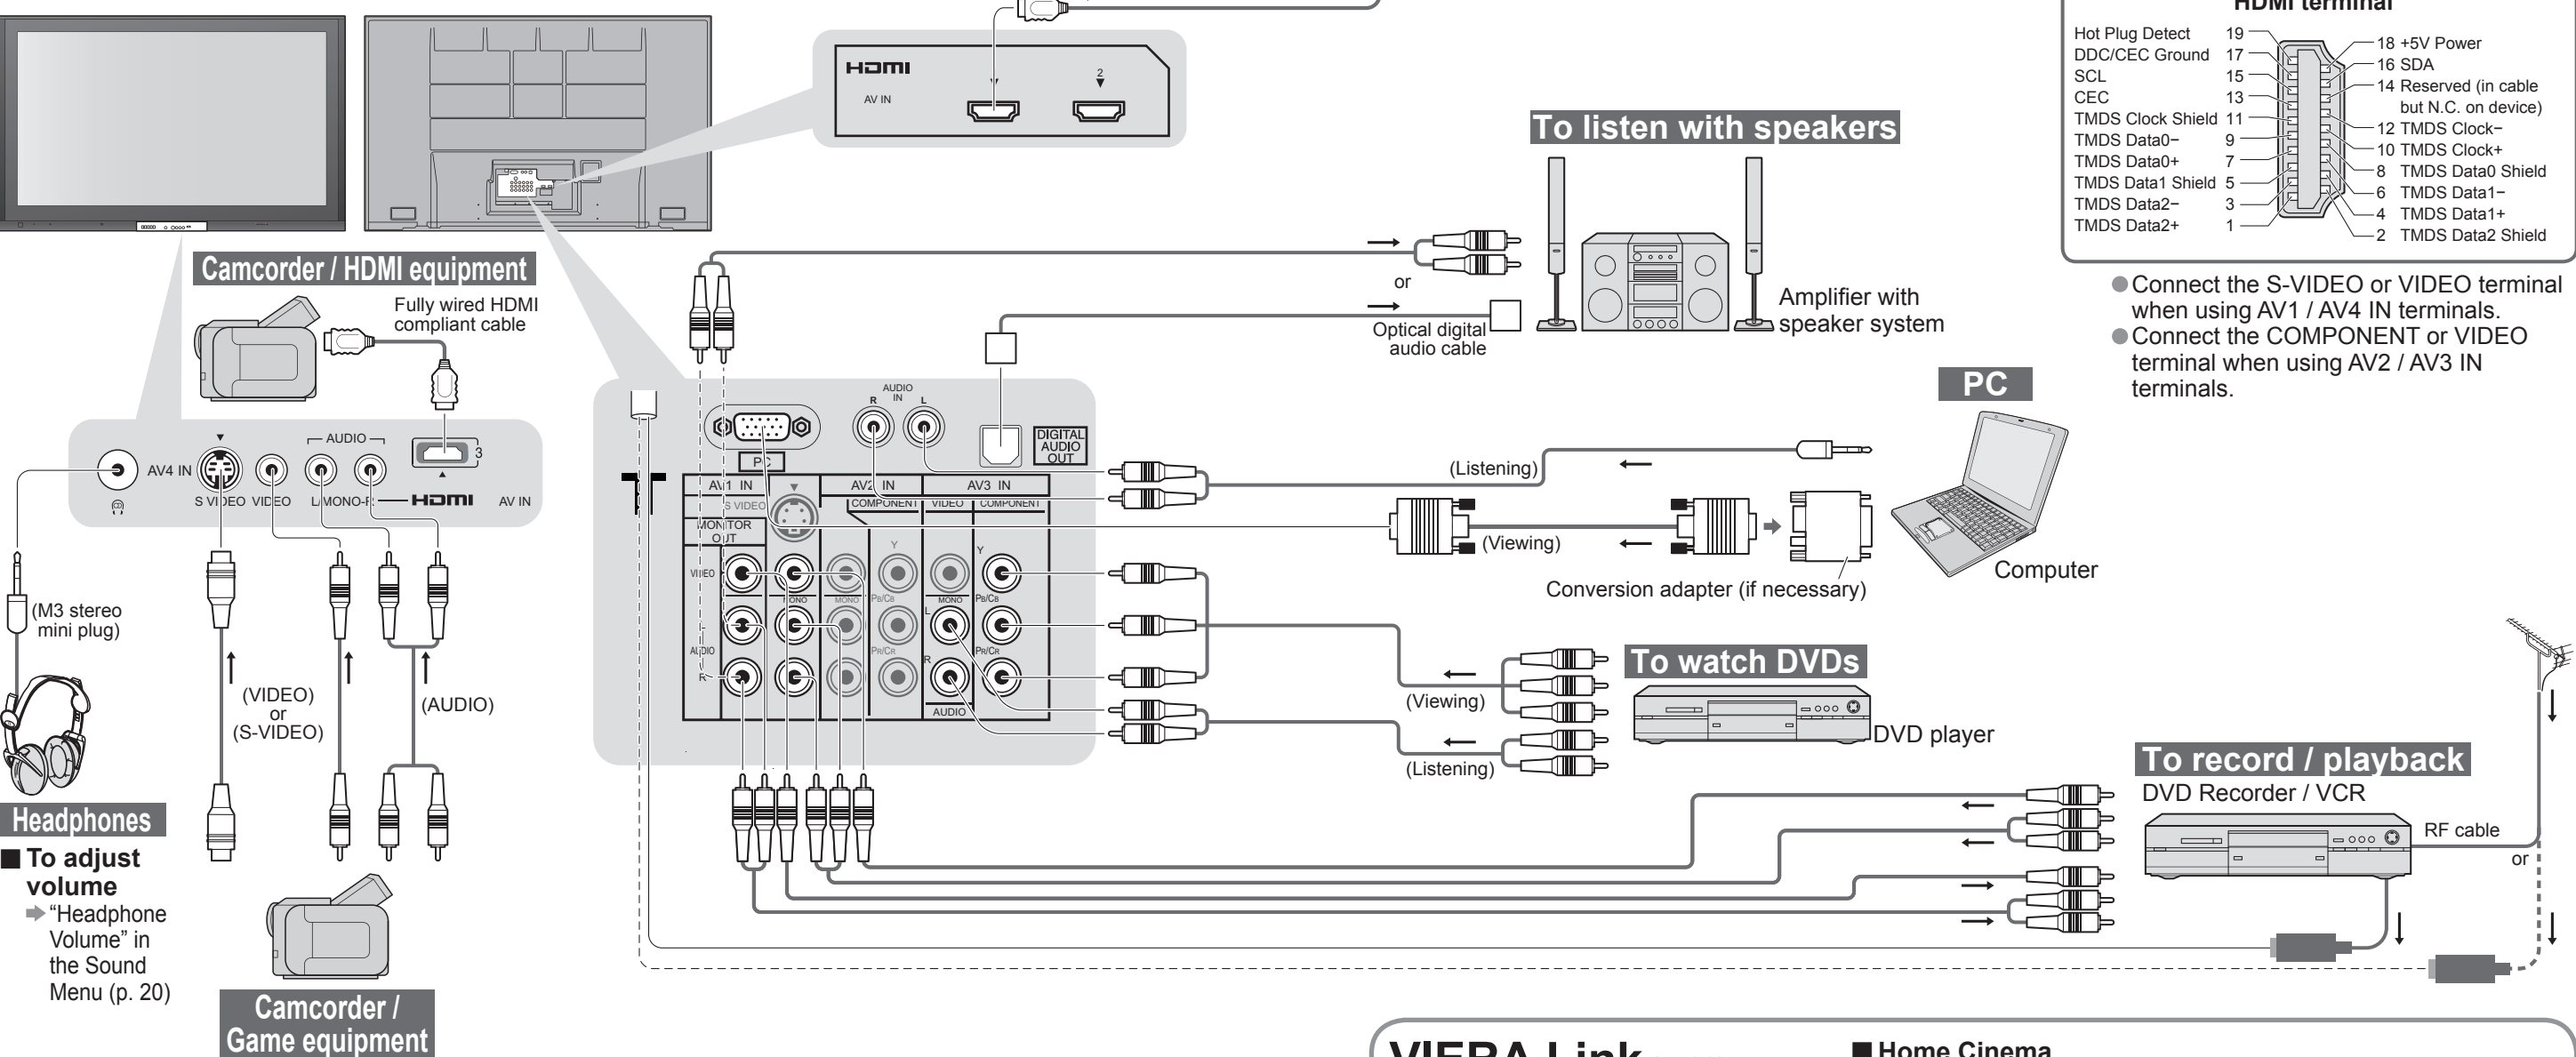 HDMI
AV IN
2
To listen with speakers
or
Optical digital
audio cable
Amplifier with
speaker system
HDMI terminal
Hot Plug Detect 19
DDC/CEC Ground 17
SCL 15
CEC 13
TMDS Clock Shield 11
TMDS Data0− 9
TMDS Data0+ 7
TMDS Data1 Shield 5
TMDS Data2− 3
TMDS Data2+ 1
18 +5V Power
16 SDA
14 Reserved (in cable
but N.C. on device)
12 TMDS Clock−
10 TMDS Clock+
8 TMDS Data0 Shield
6 TMDS Data1−
4 TMDS Data1+
2 TMDS Data2 Shield
● Connect the S-VIDEO or VIDEO terminal
when using AV1 / AV4 IN terminals.
● Connect the COMPONENT or VIDEO
terminal when using AV2 / AV3 IN
terminals.
Camcorder / HDMI equipment
Fully wired HDMI
compliant cable
AV4 IN
S VIDEO VIDEO
AUDIO
L/MONO-R
HDMI
3
AV IN
(M3 stereo
mini plug)
(VIDEO)
or
(S-VIDEO)
(AUDIO)
Headphones
■ To adjust
volume
➡ “Headphone
Volume” in
the Sound
Menu (p. 20)
Camcorder /
Game equipment
AUDIO
IN
R L
PC
DIGITAL
AUDIO
OUT
AV1 IN
AV2 IN
AV3 IN
S VIDEO
COMPONENT
VIDEO
COMPONENT
MONITOR
OUT
VIDEO
Y
Y
MONO
MONO
PB/CB
MONO
PB/CB
L
AUDIO
PR/CR
PR/CR
R
R
AUDIO
PC
(Listening)
(Viewing)
Conversion adapter (if necessary)
Computer
To watch DVDs
(Viewing)
(Listening)
DVD player
To record / playback
DVD Recorder / VCR
RF cable
or
VIERA Link
■ Home Cinema